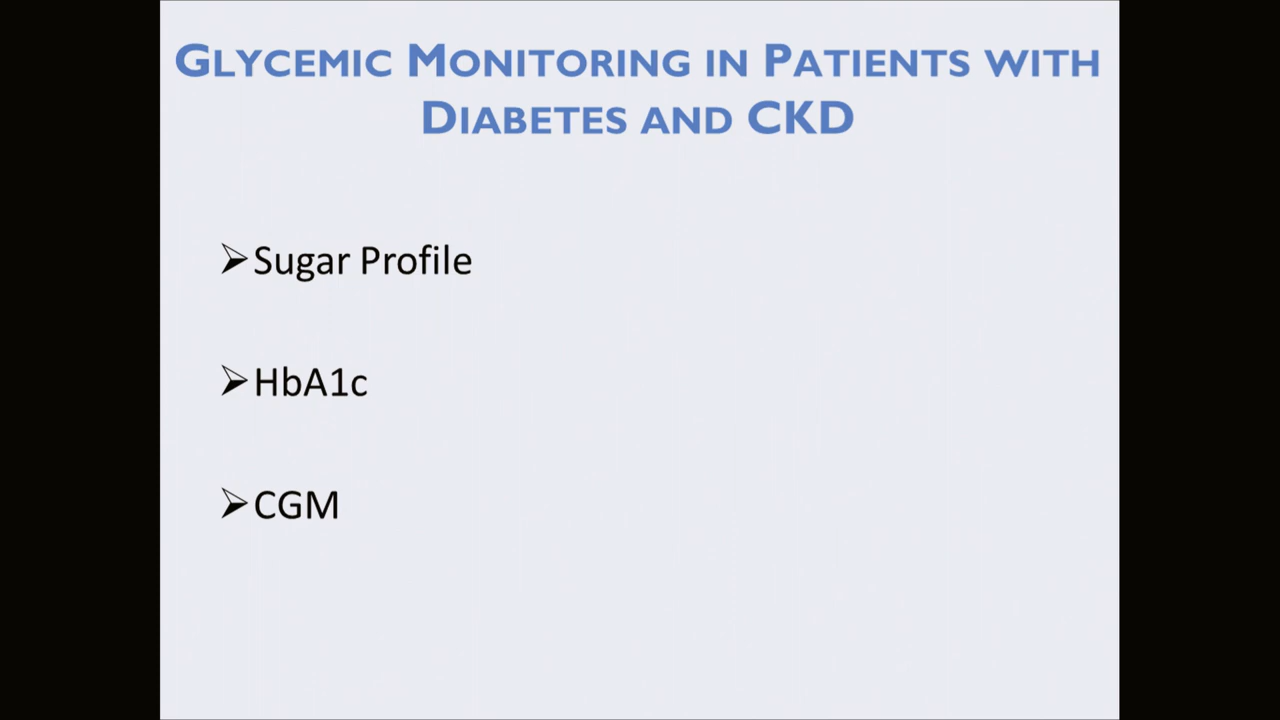 Glycemic Monitoring in Patients with
Diabetes and CKD
➢Sugar Profile
➢HbA1c
➢CGM